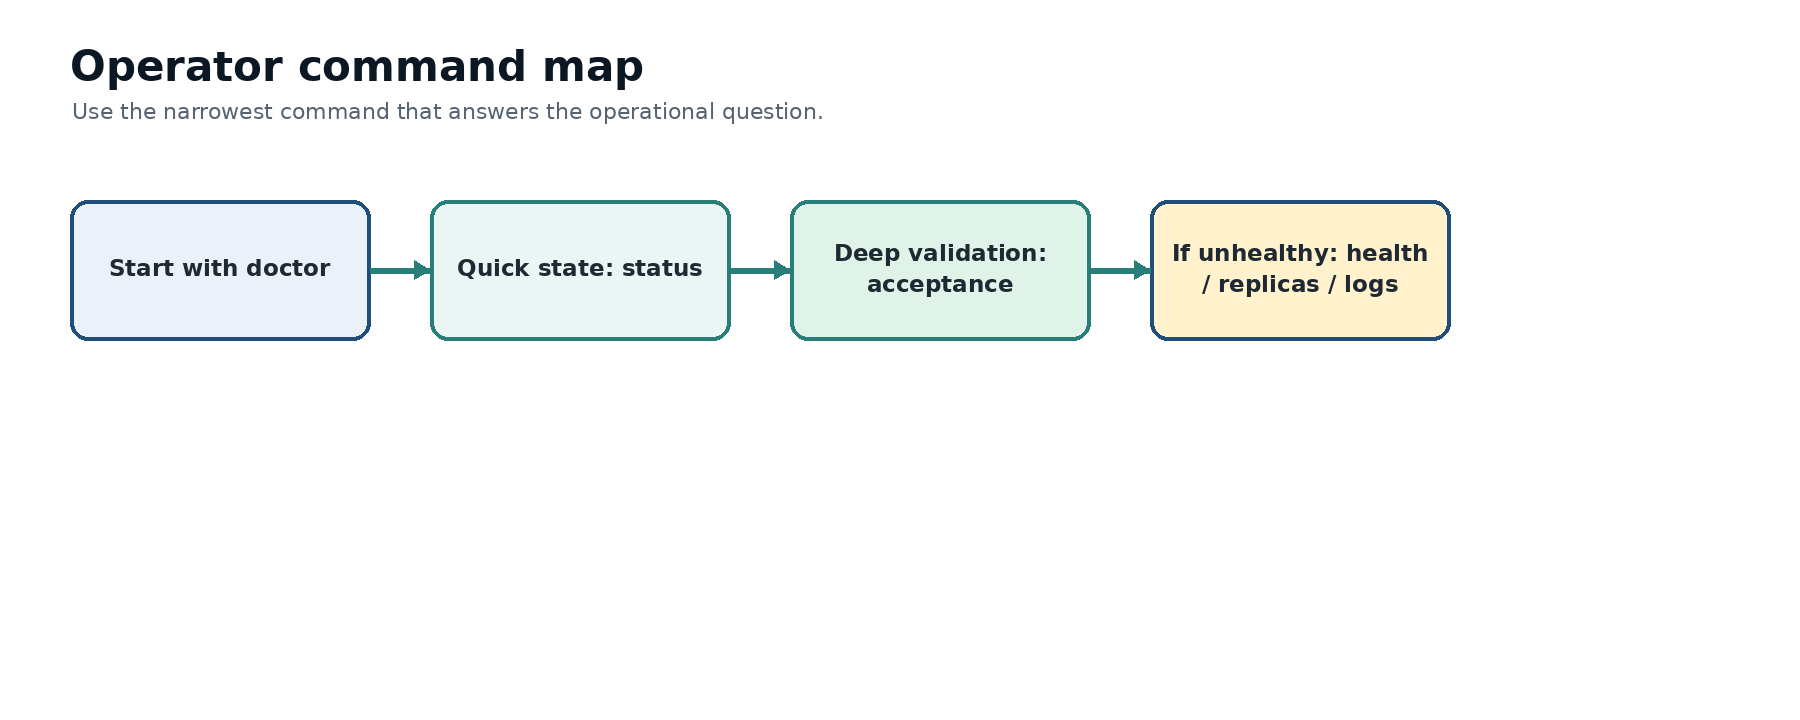 Operator command map
Use the narrowest command that answers the operational question.
Start with doctor
Quick state: status
Deep validation:
acceptance
If unhealthy: health
/ replicas / logs